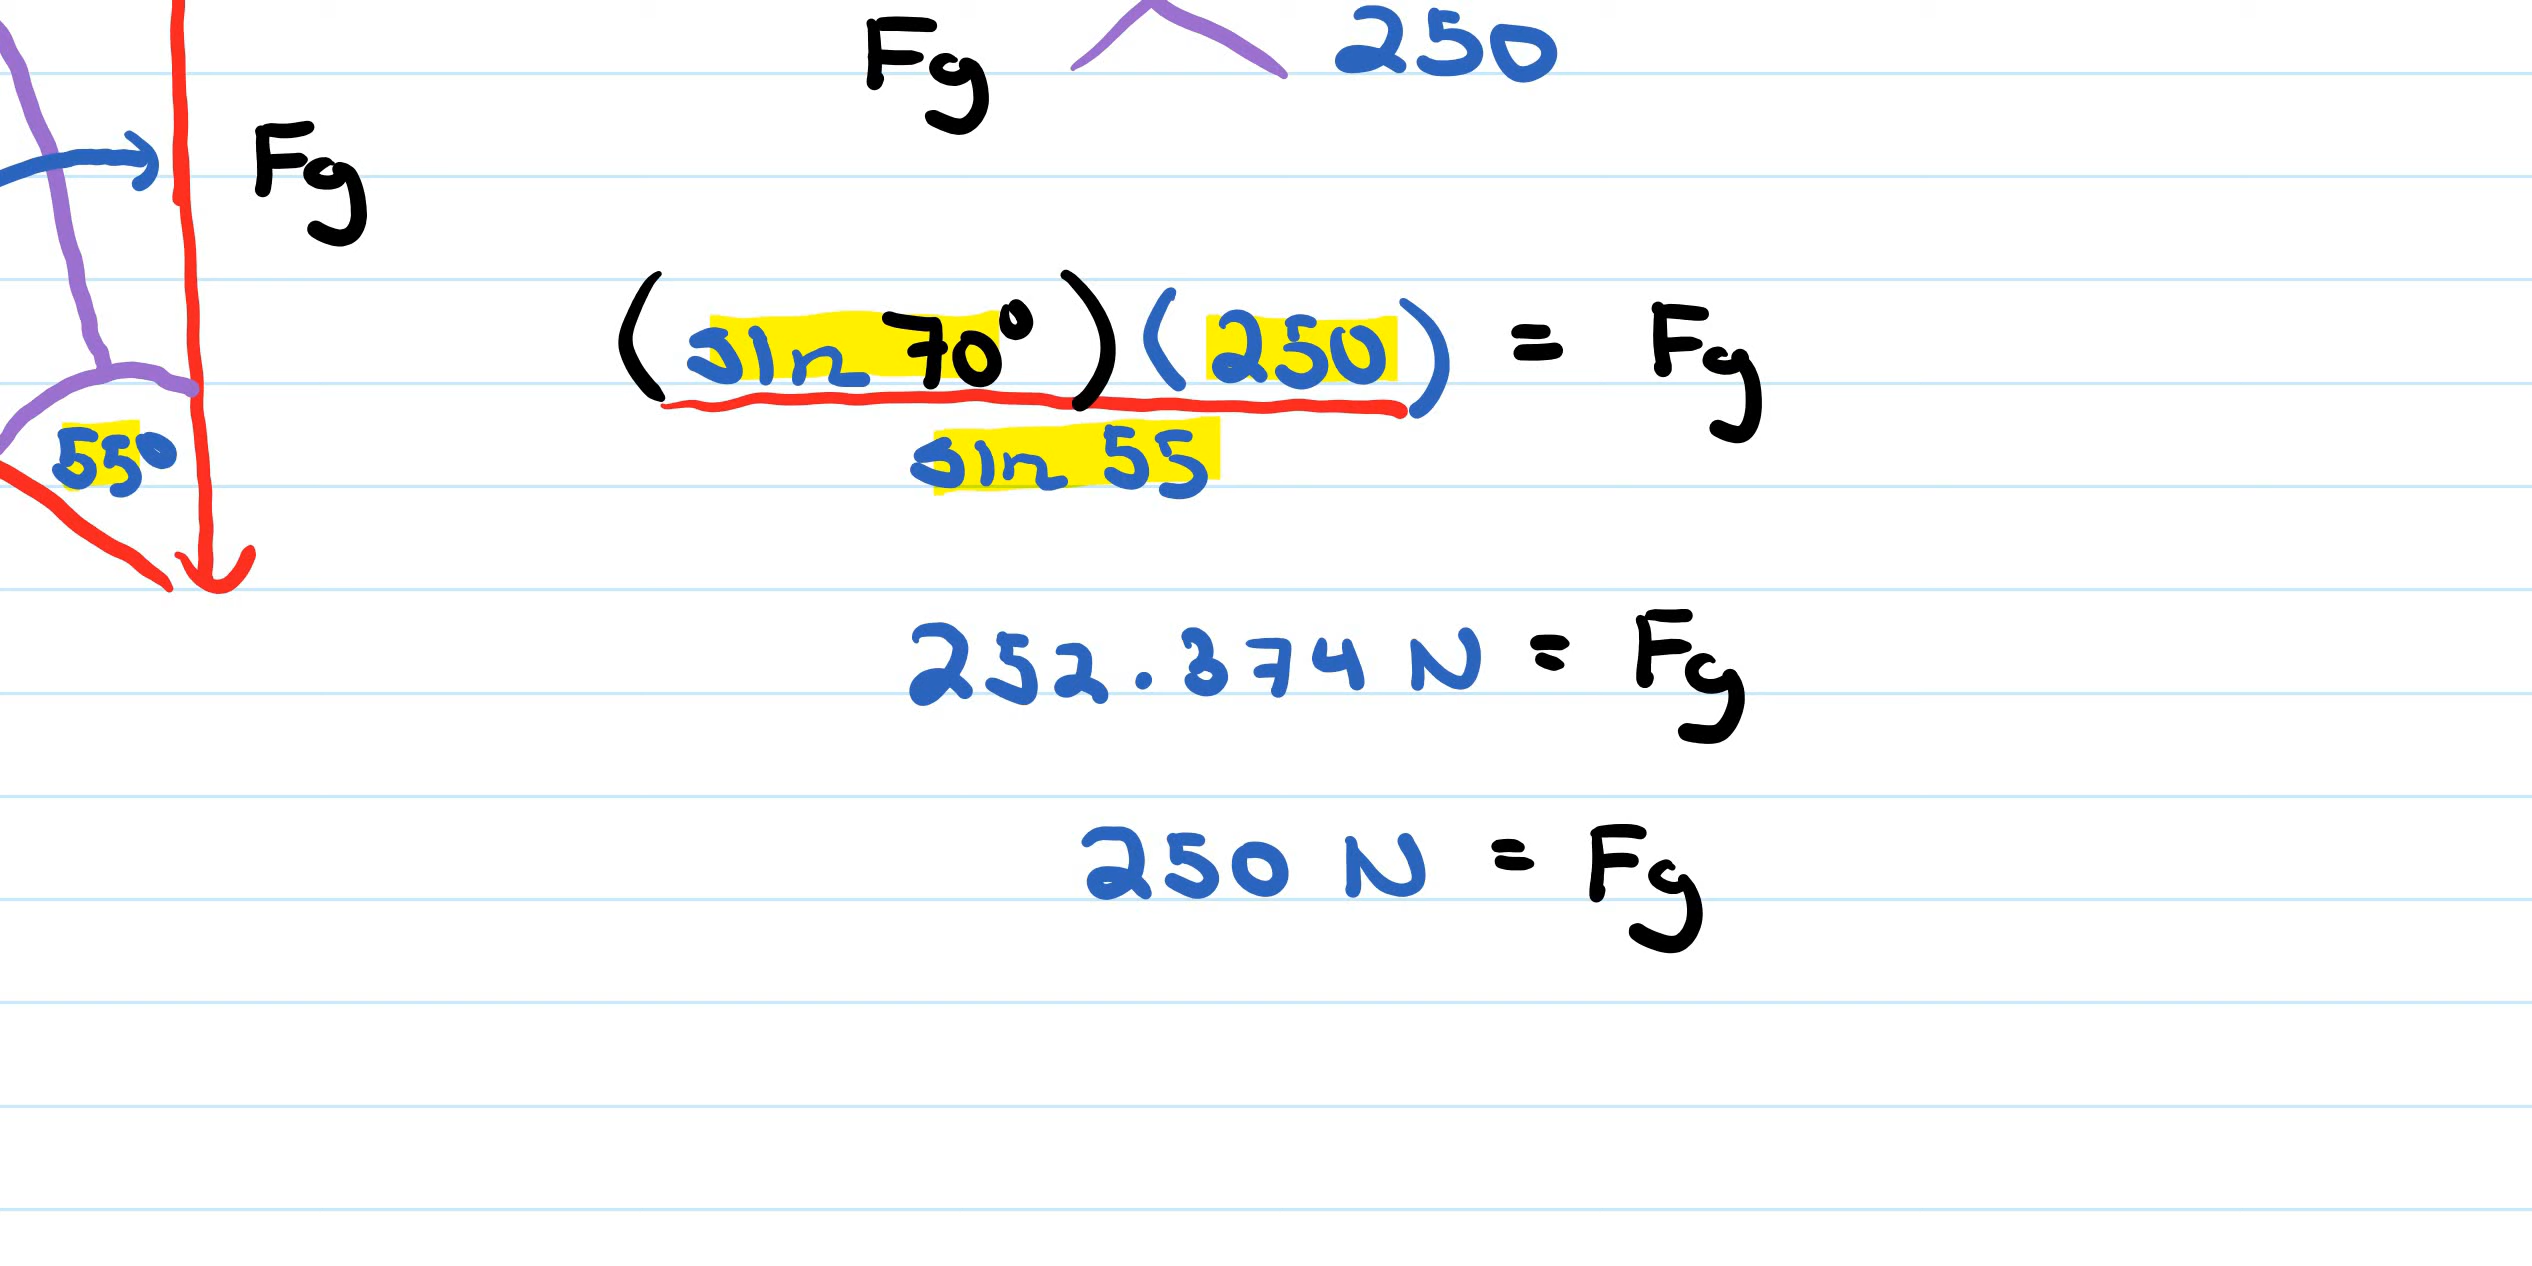 Fg 250
Fg
(sin 70°)(250) = Fg
sin 55
55°
252.374 N = Fg
250 N = Fg